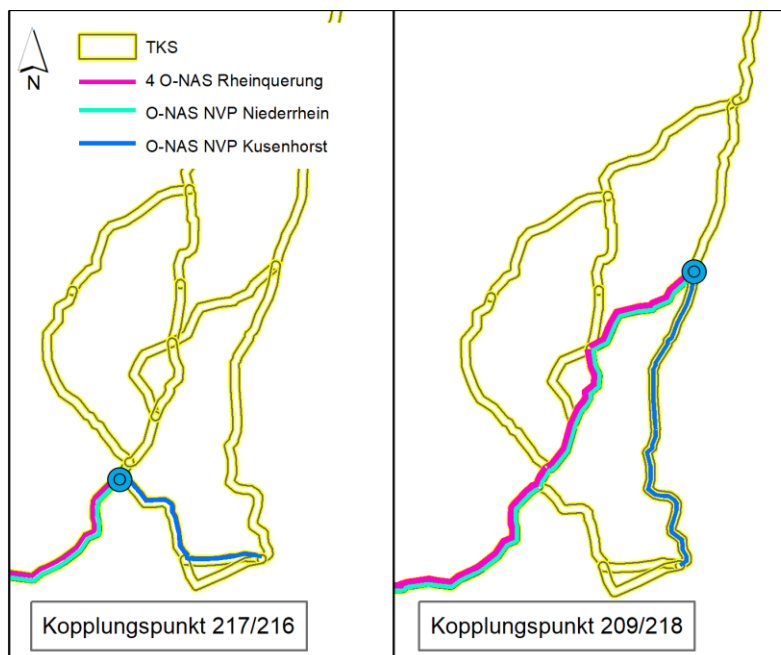 N
TKS
4 O-NAS Rheinquerung
O-NAS NVP Niederrhein
O-NAS NVP Kusenhorst
Kopplungspunkt 217/216
Kopplungspunkt 209/218